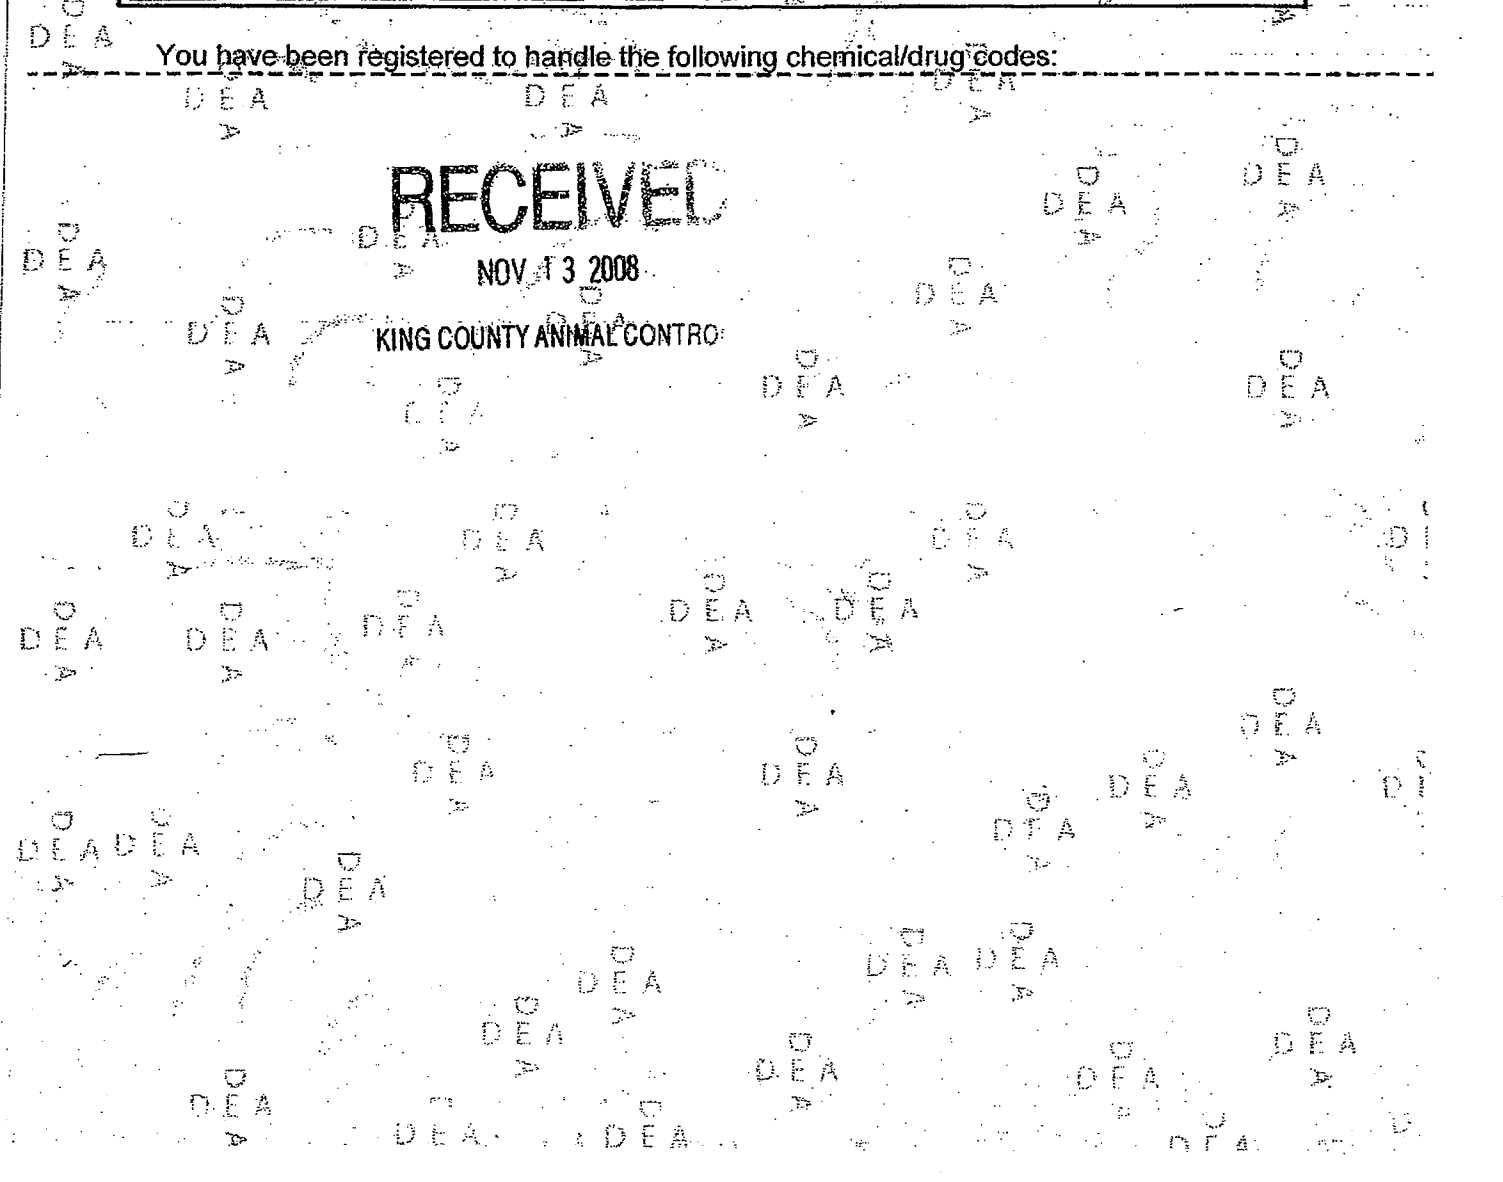 You have been registered to handle the following chemical/drug codes:
RECEIVED
NOV 13 2008
KING COUNTY ANIMAL CONTRO
DEA